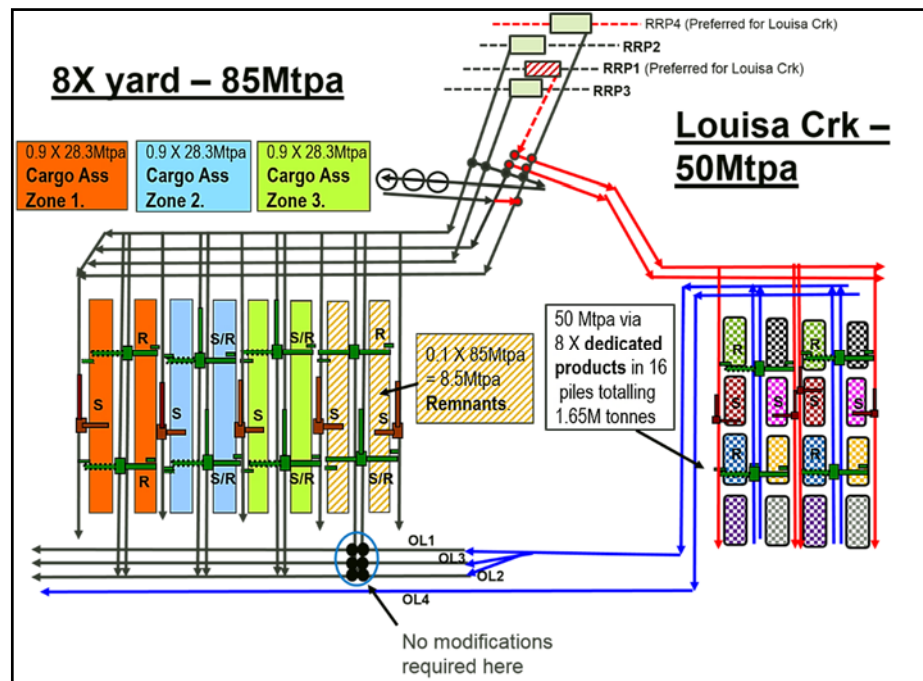 RRP4 (Preferred for Louisa Crk)
RRP2
RRP1 (Preferred for Louisa Crk)
RRP3
8X yard – 85Mtpa
Louisa Crk –
50Mtpa
0.9 X 28.3Mtpa
Cargo Ass
Zone 1.
0.9 X 28.3Mtpa
Cargo Ass
Zone 2.
0.9 X 28.3Mtpa
Cargo Ass
Zone 3.
R
S/R
S/R
R
0.1 X 85Mtpa
= 8.5Mtpa
Remnants.
50 Mtpa via
8 X dedicated
products in 16
piles totalling
1.65M tonnes
R
R
S
S
S
S
S
S
S
S
R
S/R
S/R
S/R
R
R
OL1
OL3
OL2
OL4
No modifications
required here